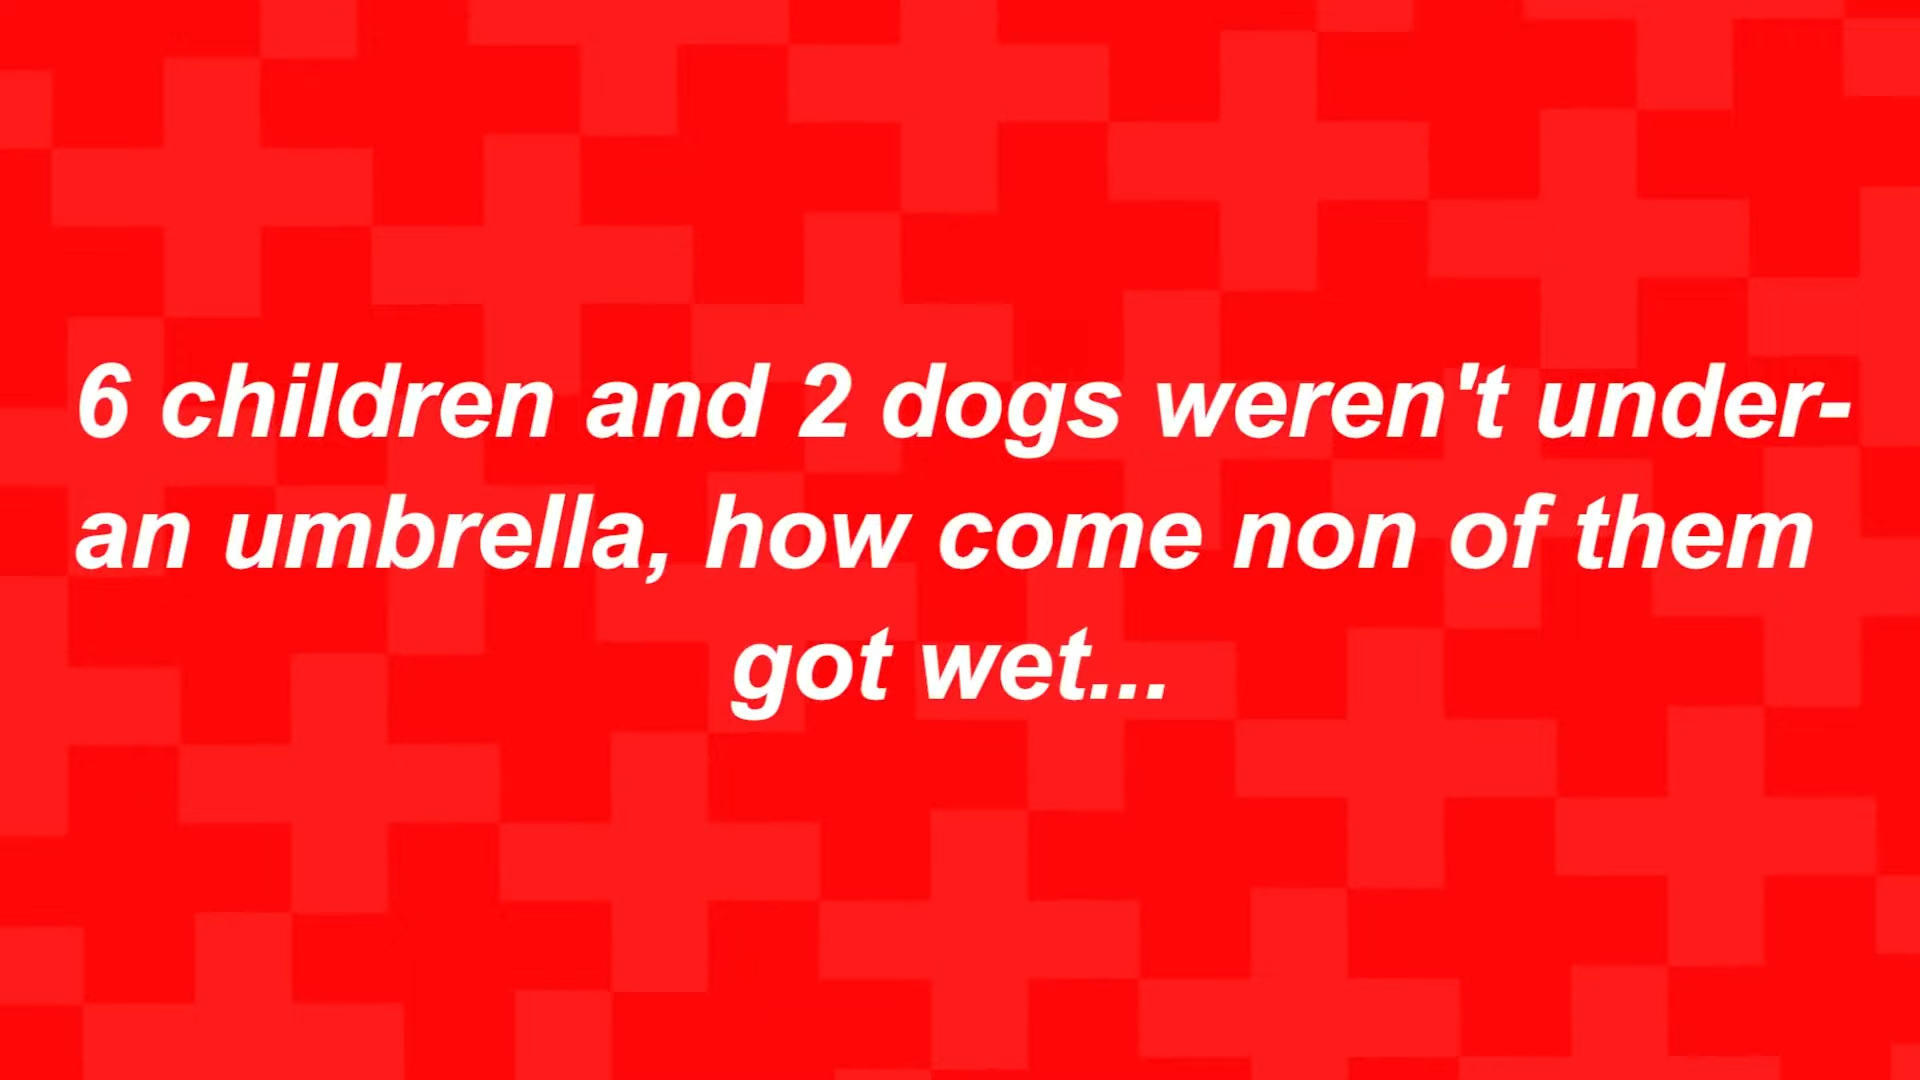 6 children and 2 dogs weren't under-
an umbrella, how come non of them
got wet...